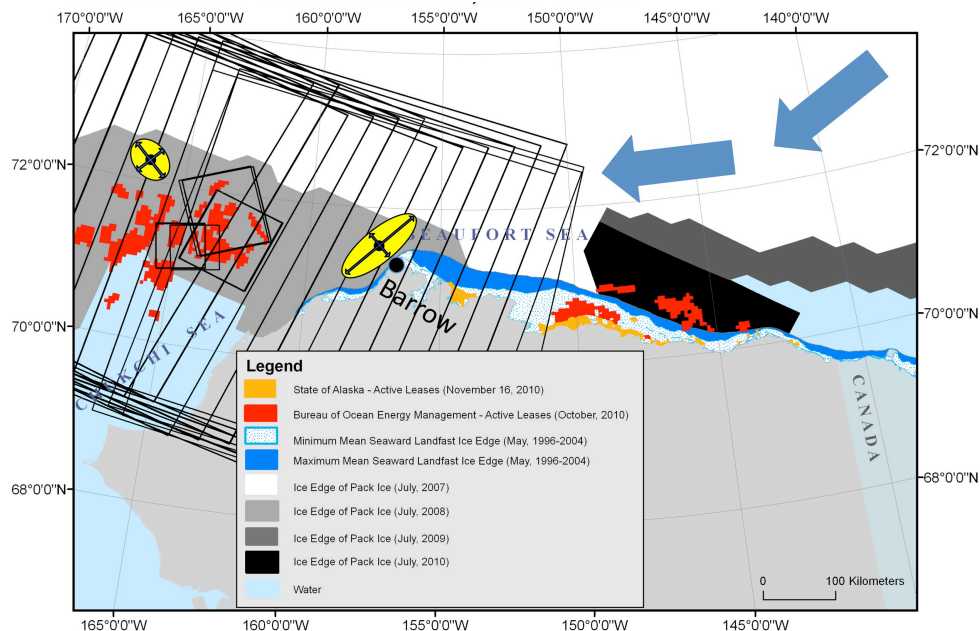 170°0'0"W 165°0'0"W 160°0'0"W 155°0'0"W 150°0'0"W 145°0'0"W 140°0'0"W
72°0'0"N 72°0'0"N
BEAUFORT SEA
Barrow
70°0'0"N 70°0'0"N
CHUKCHI SEA
CANADA
Legend
State of Alaska - Active Leases (November 16, 2010)
Bureau of Ocean Energy Management - Active Leases (October, 2010)
Minimum Mean Seaward Landfast Ice Edge (May, 1996-2004)
Maximum Mean Seaward Landfast Ice Edge (May, 1996-2004)
Ice Edge of Pack Ice (July, 2007)
Ice Edge of Pack Ice (July, 2008)
Ice Edge of Pack Ice (July, 2009)
Ice Edge of Pack Ice (July, 2010)
Water
68°0'0"N 68°0'0"N
0 100 Kilometers
165°0'0"W 160°0'0"W 155°0'0"W 150°0'0"W 145°0'0"W